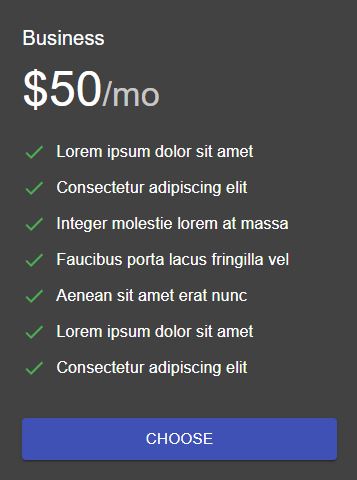 Business
$50/mo
Lorem ipsum dolor sit amet
Consectetur adipiscing elit
Integer molestie lorem at massa
Faucibus porta lacus fringilla vel
Aenean sit amet erat nunc
Lorem ipsum dolor sit amet
Consectetur adipiscing elit
CHOOSE